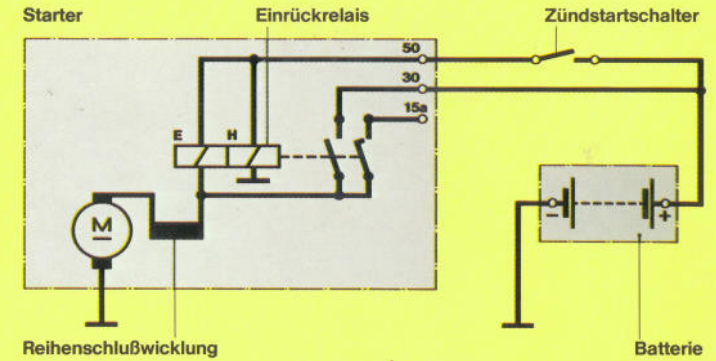 Starter
Einrückrelais
Zündstartschalter
50
30
15a
E
H
M
−
+
Reihenschlußwicklung
Batterie